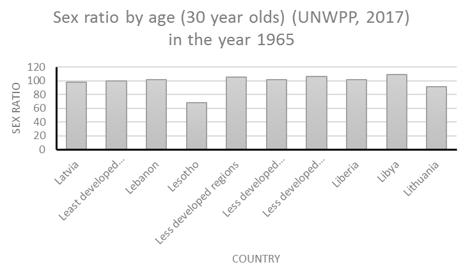 Sex ratio by age (30 year olds) (UNWPP, 2017)
in the year 1965
120
100
80
60
40
20
0
SEX RATIO
Latvia
Least developed...
Lebanon
Lesotho
Less developed regions
Less developed...
Less developed...
Liberia
Libya
Lithuania
COUNTRY